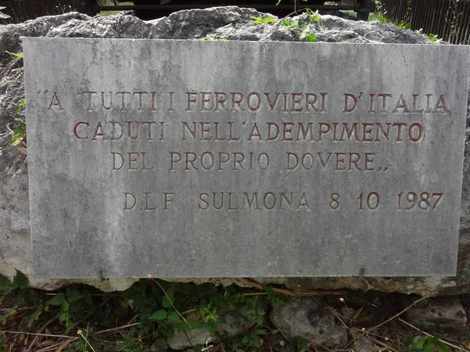 "A TUTTI I FERROVIERI D'ITALIA
CADUTI NELL'ADEMPIMENTO
DEL PROPRIO DOVERE,,
D.L.F SULMONA 8 10 1987